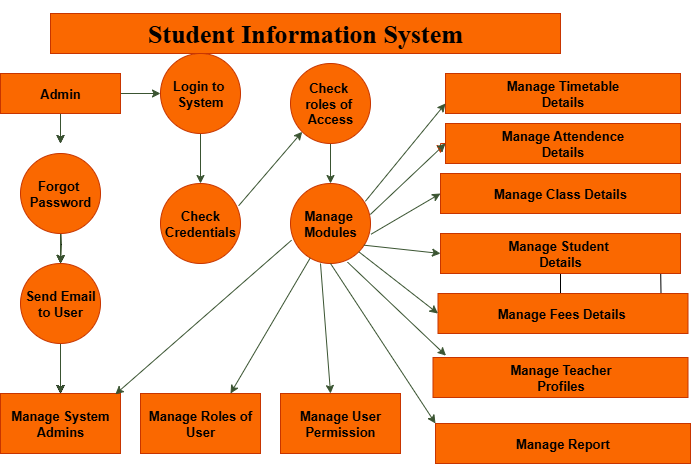 Student Information System
Admin
Login to
System
Check
roles of
Access
Manage Timetable
Details
Manage Attendence
Details
Forgot
Password
Check
Credentials
Manage
Modules
Manage Class Details
Manage Student
Details
Send Email
to User
Manage Fees Details
Manage Teacher
Profiles
Manage System
Admins
Manage Roles of
User
Manage User
Permission
Manage Report